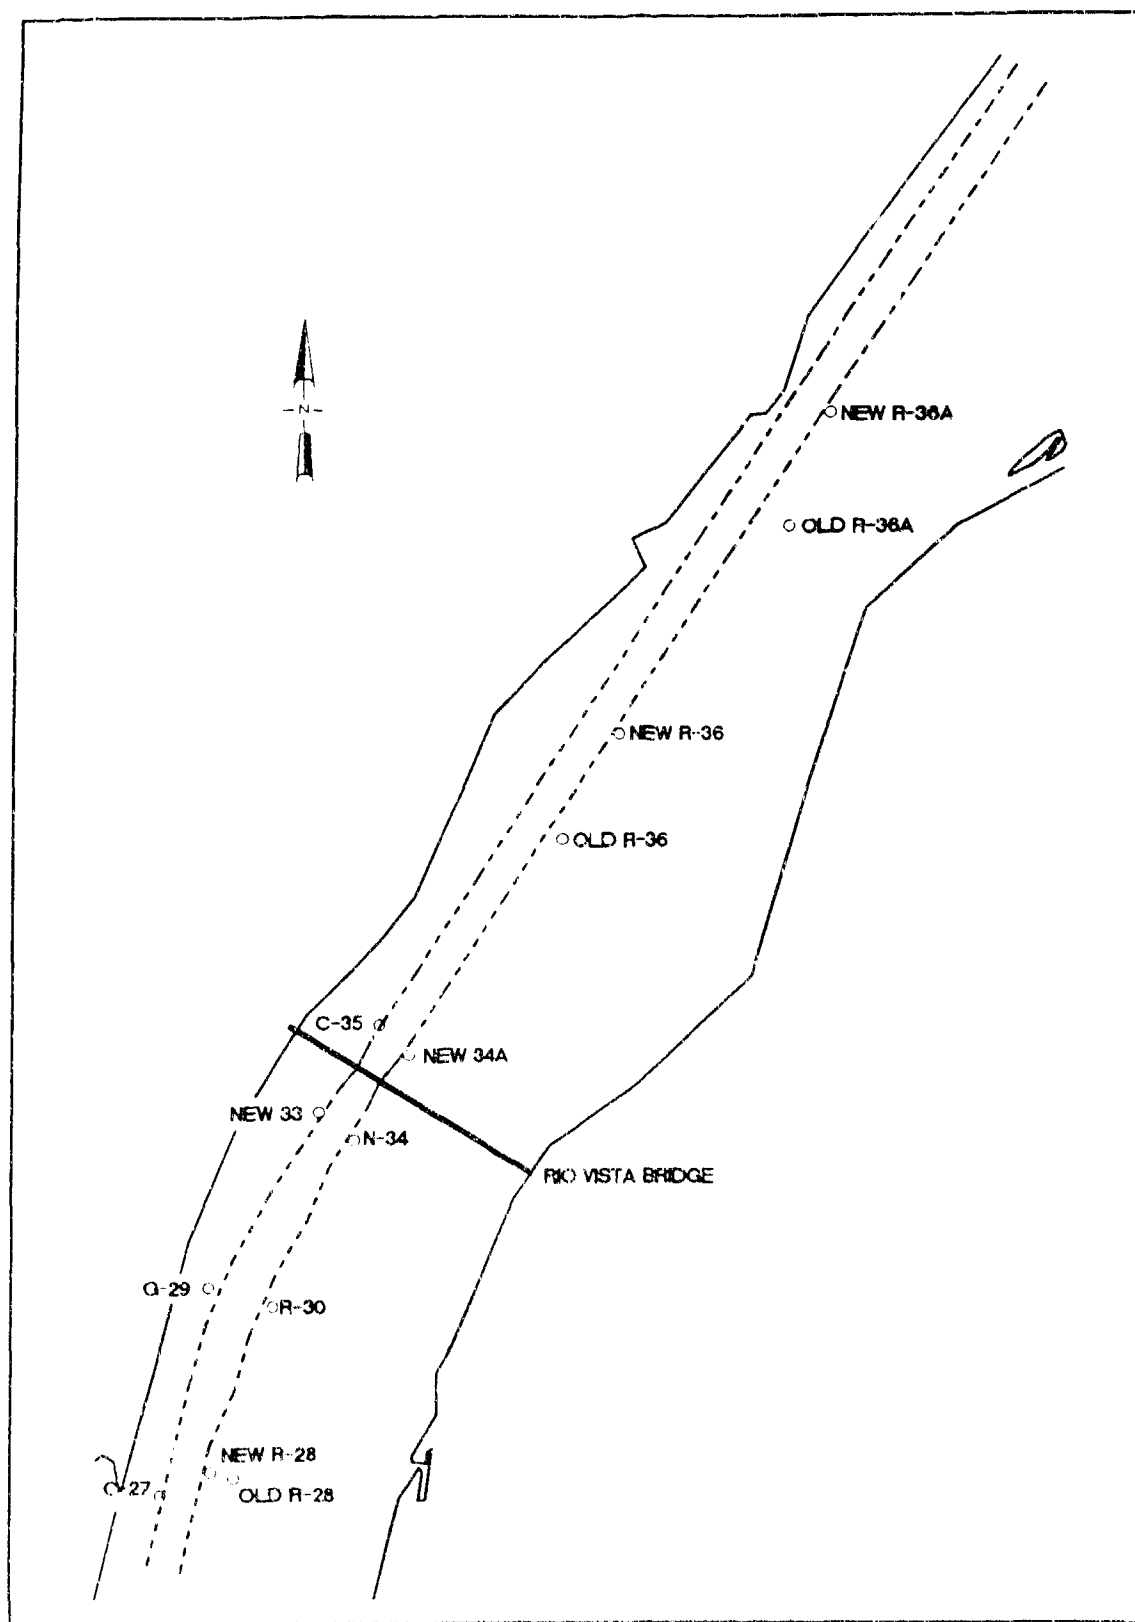 NEW R-36A
-N-
OLD R-36A
NEW R-36
OLD R-36
C-35
NEW 34A
NEW 33
N-34
RIO VISTA BRIDGE
G-29
R-30
NEW R-28
OLD R-28